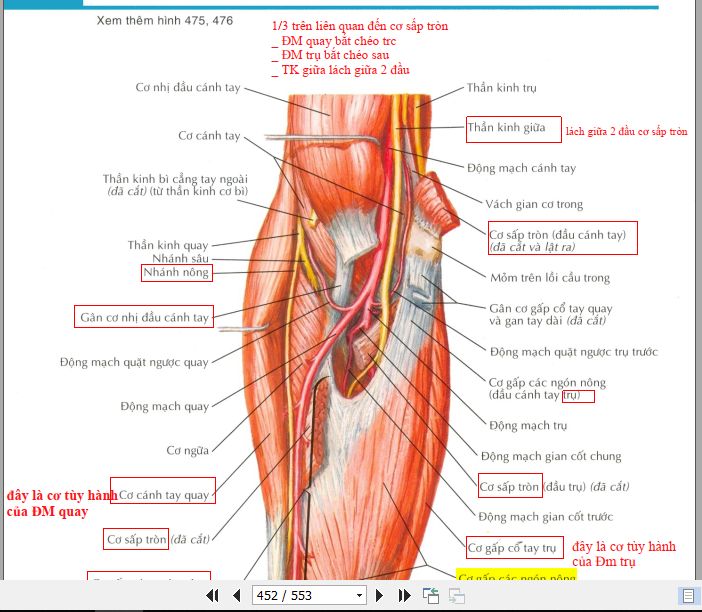 Xem thêm hình 475, 476
1/3 trên liên quan đến cơ sấp tròn
_ ĐM quay bắt chéo trc
_ ĐM trụ bắt chéo sau
_ TK giữa lách giữa 2 đầu
Cơ nhị đầu cánh tay
Cơ cánh tay
Thần kinh bì cẳng tay ngoài
(đã cắt) (từ thần kinh cơ bì)
Thần kinh quay
Nhánh sâu
Nhánh nông
Gân cơ nhị đầu cánh tay
Động mạch quặt ngược quay
Động mạch quay
Cơ ngửa
đây là cơ tùy hành
của ĐM quay
Cơ cánh tay quay
Cơ sấp tròn (đã cắt)
Thần kinh trụ
Thần kinh giữa
lách giữa 2 đầu cơ sấp tròn
Động mạch cánh tay
Vách gian cơ trong
Cơ sấp tròn (đầu cánh tay)
(đã cắt và lật ra)
Mỏm trên lồi cầu trong
Gân cơ gấp cổ tay quay
và gan tay dài (đã cắt)
Động mạch quặt ngược trụ trước
Cơ gấp các ngón nông
(đầu cánh tay trụ)
Động mạch trụ
Động mạch gian cốt chung
Cơ sấp tròn (đầu trụ) (đã cắt)
Động mạch gian cốt trước
Cơ gấp cổ tay trụ
đây là cơ tùy hành
của Đm trụ
Cơ gấp các ngón nông
452 / 553